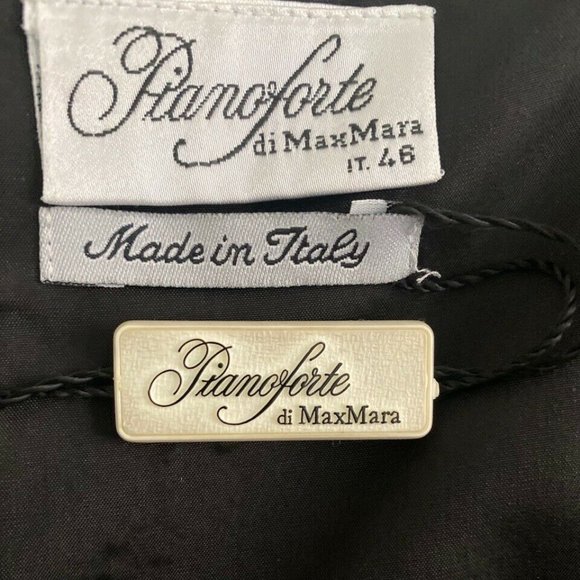 Pianoforte
di MaxMara
IT. 46
Made in Italy
Pianoforte
di MaxMara